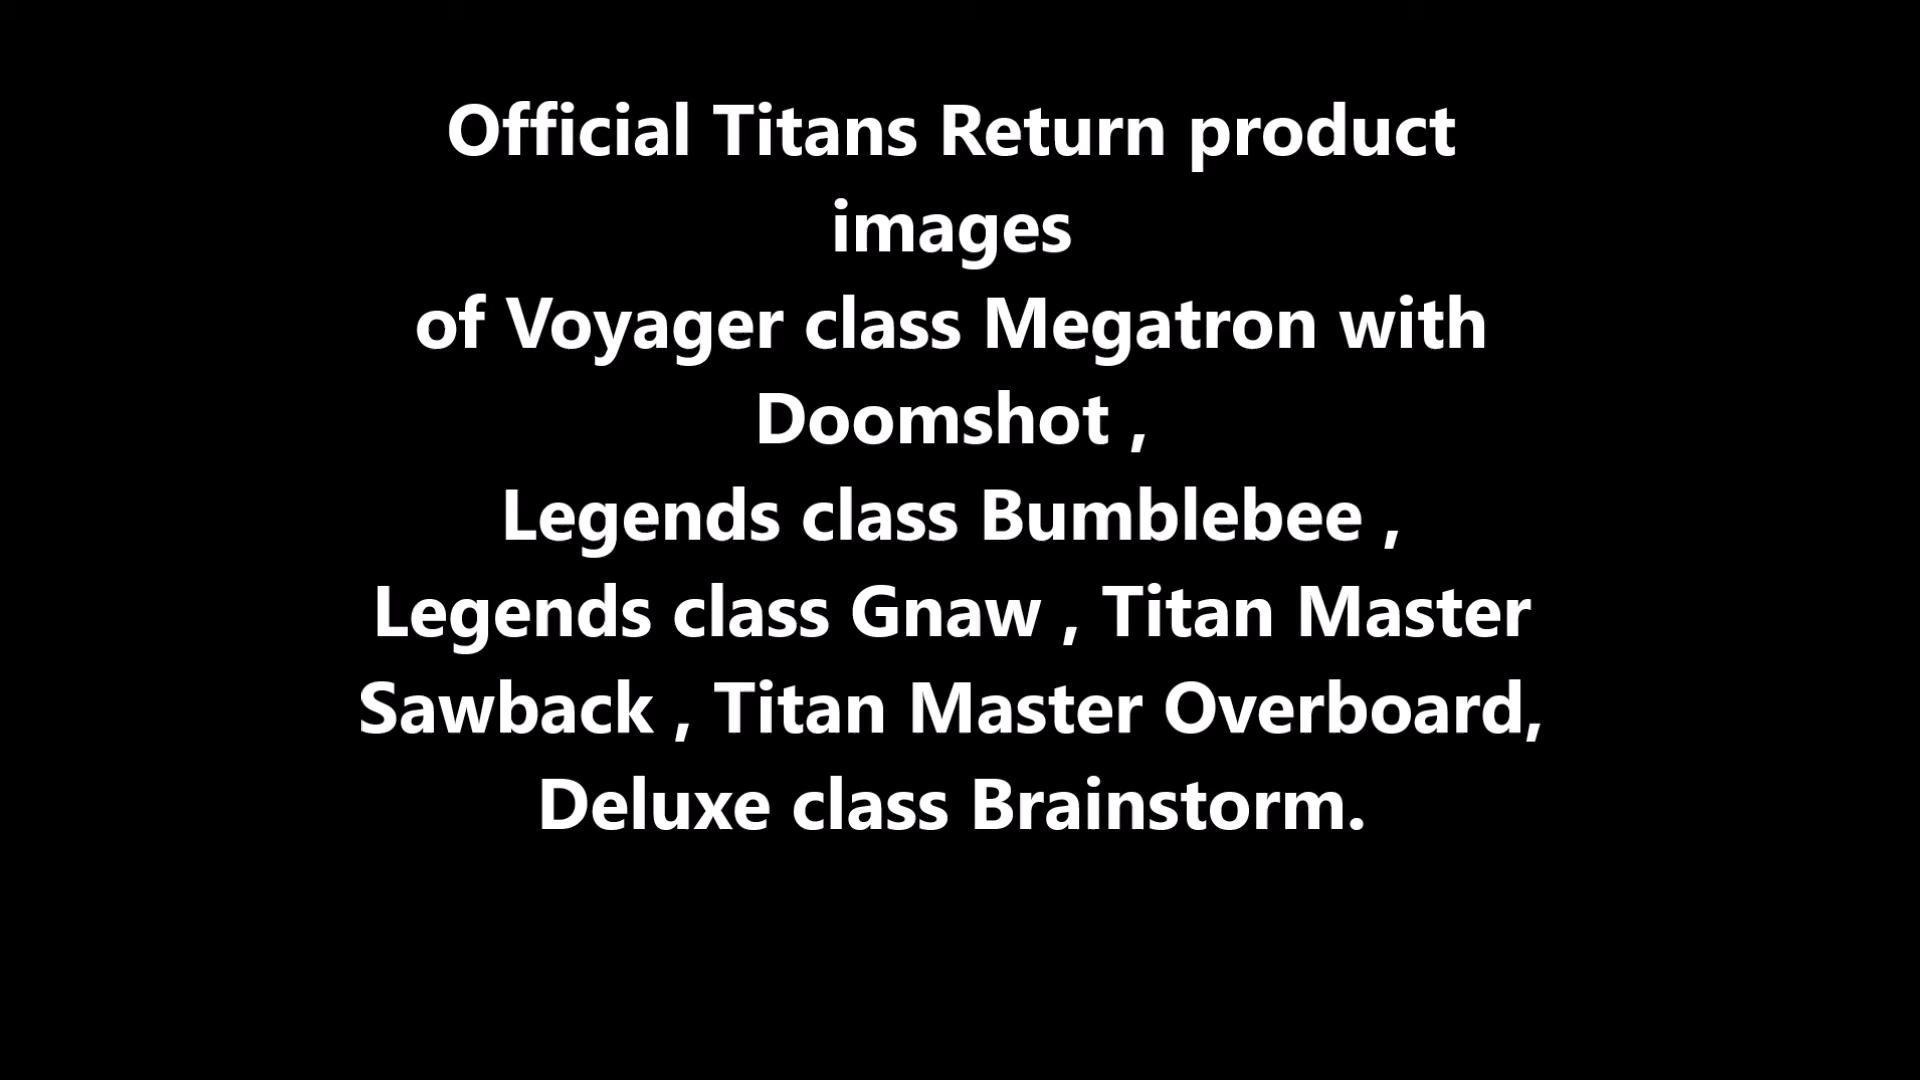 Official Titans Return product
images
of Voyager class Megatron with
Doomshot ,
Legends class Bumblebee ,
Legends class Gnaw , Titan Master
Sawback , Titan Master Overboard,
Deluxe class Brainstorm.